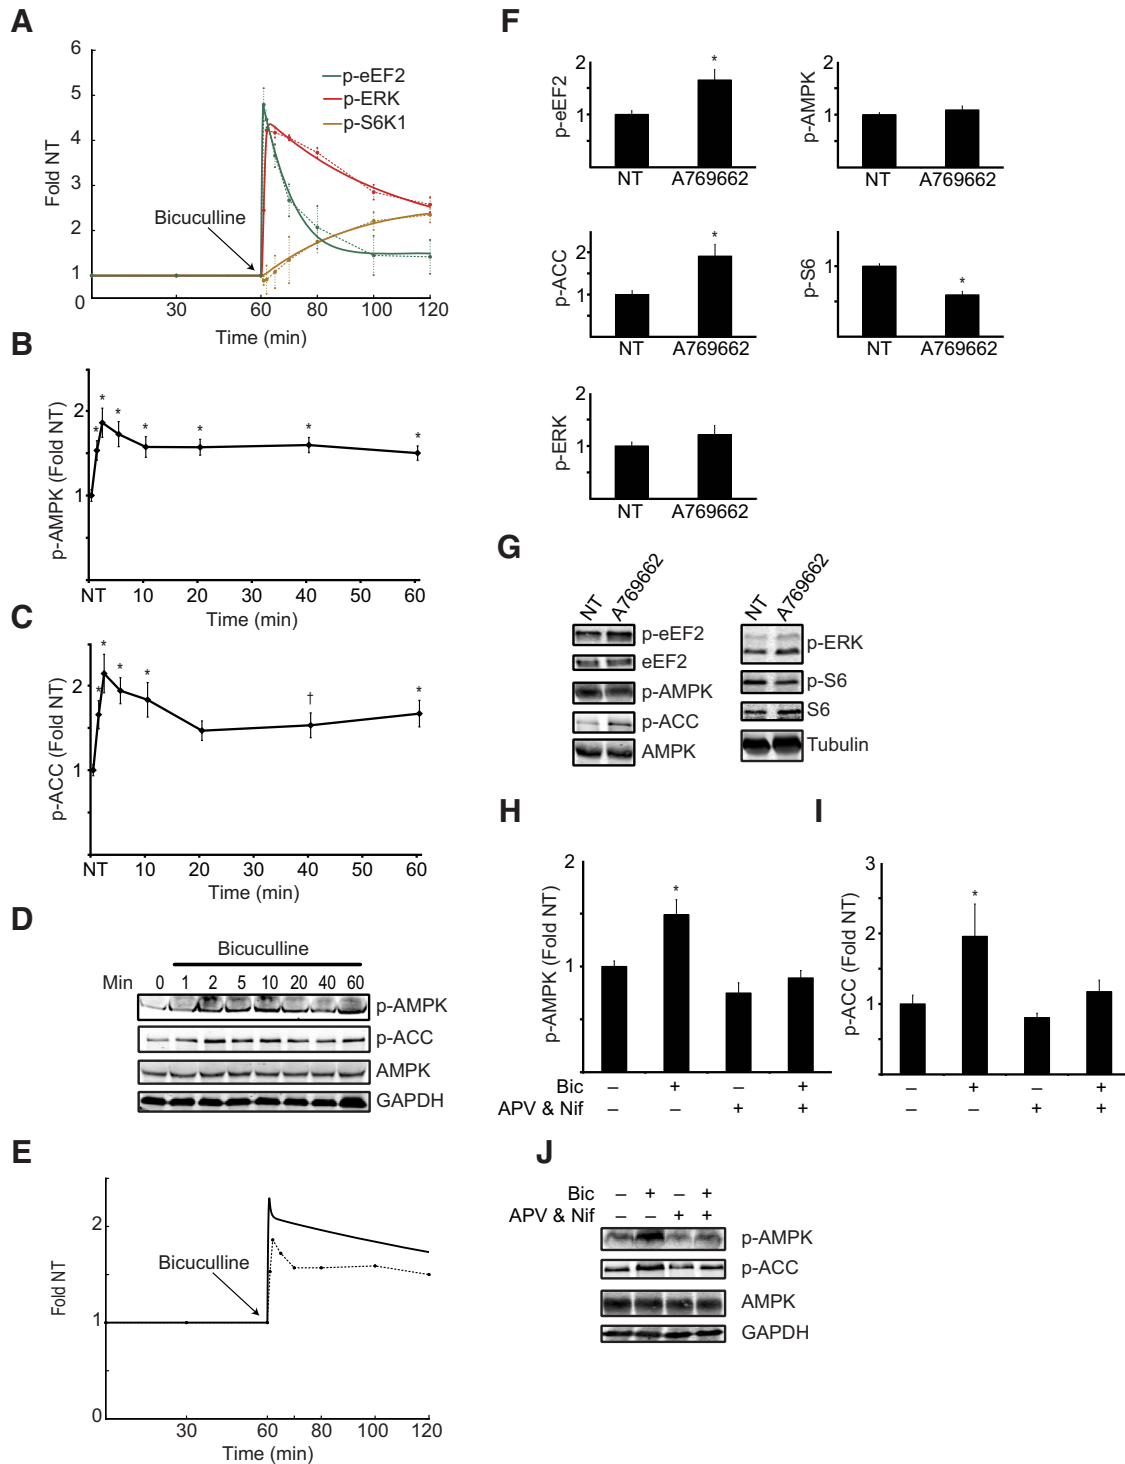 A
6
5
4
3
2
1
0
Fold NT
p-eEF2
p-ERK
p-S6K1
Bicuculline
30
60
80
100
120
Time (min)
B
p-AMPK (Fold NT)
2
1
*
*
*
*
*
*
*
NT
10
20
30
40
50
60
Time (min)
C
p-ACC (Fold NT)
2
1
*
*
*
*
†
*
NT
10
20
30
40
50
60
Time (min)
D
Bicuculline
Min 0 1 2 5 10 20 40 60
p-AMPK
p-ACC
AMPK
GAPDH
E
Fold NT
2
1
0
Bicuculline
30
60
80
100
120
Time (min)
F
p-eEF2
2
1
*
NT A769662
p-AMPK
2
1
NT A769662
p-ACC
2
1
*
NT A769662
p-S6
1
*
NT A769662
p-ERK
2
1
NT A769662
G
NT A769662
p-eEF2
eEF2
p-AMPK
p-ACC
AMPK
NT A769662
p-ERK
p-S6
S6
Tubulin
H
p-AMPK (Fold NT)
2
1
*
Bic – + – +
APV & Nif – – + +
I
p-ACC (Fold NT)
3
2
1
*
– + – +
– – + +
J
Bic – + – +
APV & Nif – – + +
p-AMPK
p-ACC
AMPK
GAPDH